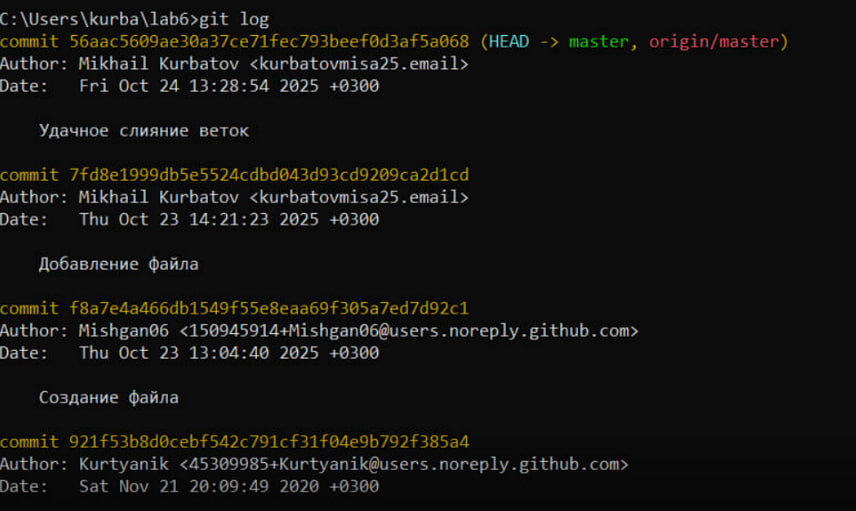 C:\Users\kurba\lab6>git log
commit 56aac5609ae30a37ce71fec793beef0d3af5a068 (HEAD -> master, origin/master)
Author: Mikhail Kurbatov <kurbatovmisa25.email>
Date:   Fri Oct 24 13:28:54 2025 +0300
Удачное слияние веток
commit 7fd8e1999db5e5524cdbd043d93cd9209ca2d1cd
Author: Mikhail Kurbatov <kurbatovmisa25.email>
Date:   Thu Oct 23 14:21:23 2025 +0300
Добавление файла
commit f8a7e4a466db1549f55e8eaa69f305a7ed7d92c1
Author: Mishgan06 <150945914+Mishgan06@users.noreply.github.com>
Date:   Thu Oct 23 13:04:40 2025 +0300
Создание файла
commit 921f53b8d0cebf542c791cf31f04e9b792f385a4
Author: Kurtyanik <45309985+Kurtyanik@users.noreply.github.com>
Date:   Sat Nov 21 20:09:49 2020 +0300